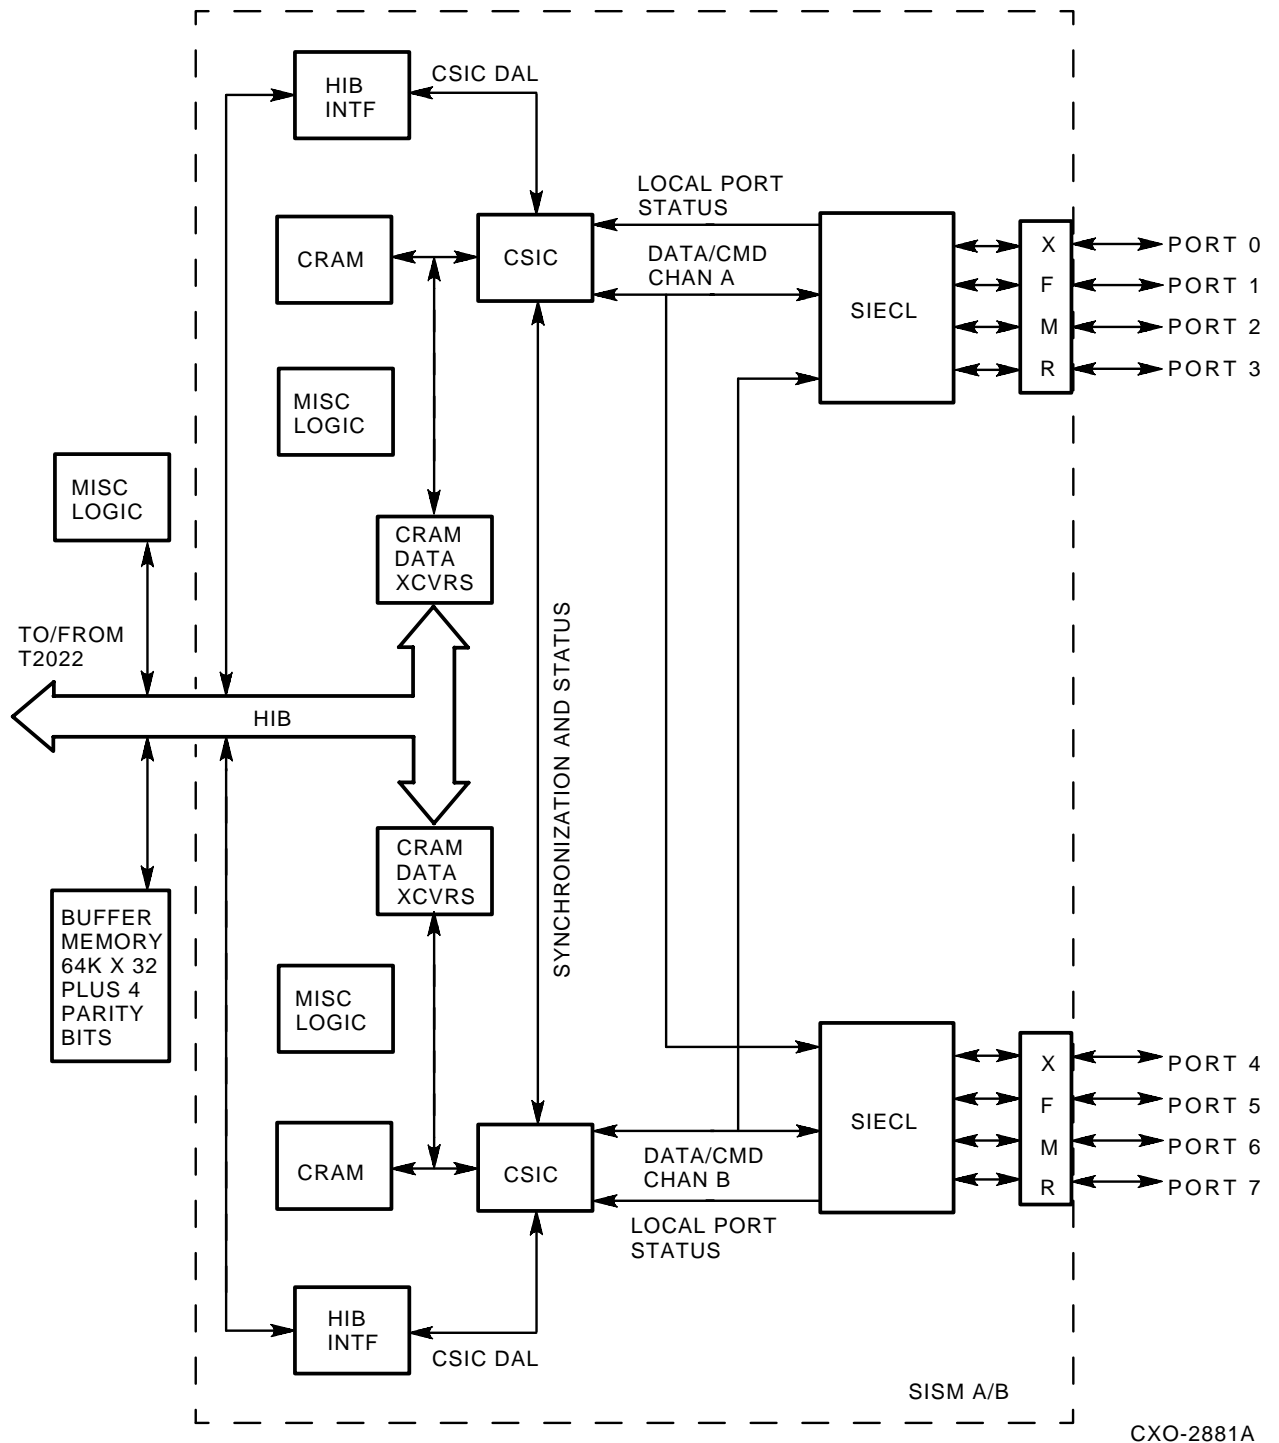 HIB
INTF
CSIC DAL
LOCAL PORT
STATUS
CRAM
CSIC
DATA/CMD
CHAN A
SIECL
X
F
M
R
PORT 0
PORT 1
PORT 2
PORT 3
MISC
LOGIC
MISC
LOGIC
CRAM
DATA
XCVRS
TO/FROM
T2022
HIB
SYNCHRONIZATION AND STATUS
CRAM
DATA
XCVRS
BUFFER
MEMORY
64K X 32
PLUS 4
PARITY
BITS
MISC
LOGIC
CRAM
CSIC
DATA/CMD
CHAN B
LOCAL PORT
STATUS
SIECL
X
F
M
R
PORT 4
PORT 5
PORT 6
PORT 7
HIB
INTF
CSIC DAL
SISM A/B
CXO-2881A